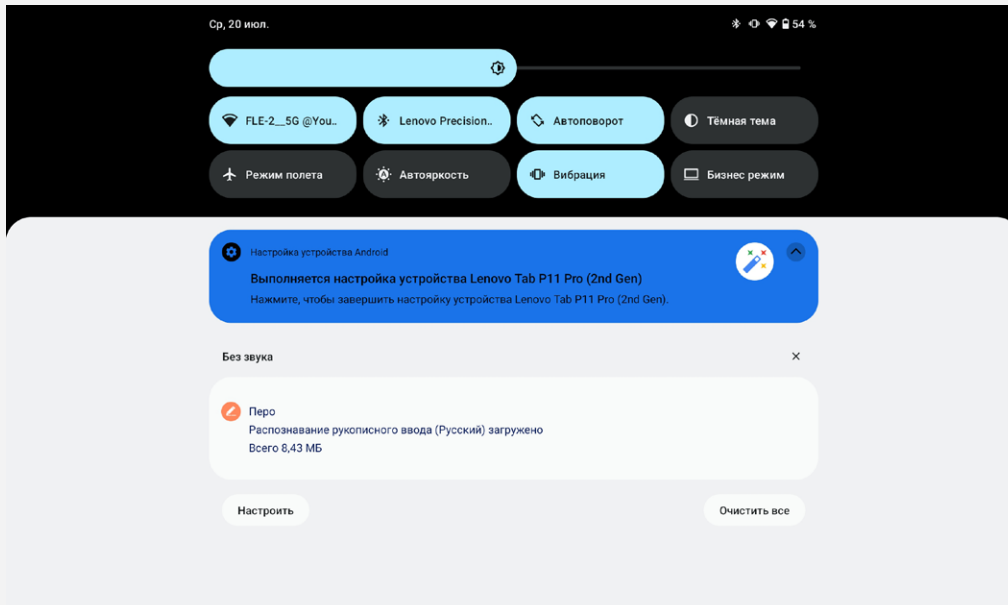 Ср, 20 июл.
54 %
FLE-2__5G @You..
Lenovo Precision..
Автоповорот
Тёмная тема
Режим полета
Автояркость
Вибрация
Бизнес режим
Настройка устройства Android
Выполняется настройка устройства Lenovo Tab P11 Pro (2nd Gen)
Нажмите, чтобы завершить настройку устройства Lenovo Tab P11 Pro (2nd Gen).
Без звука
Перо
Распознавание рукописного ввода (Русский) загружено
Всего 8,43 МБ
Настроить
Очистить все